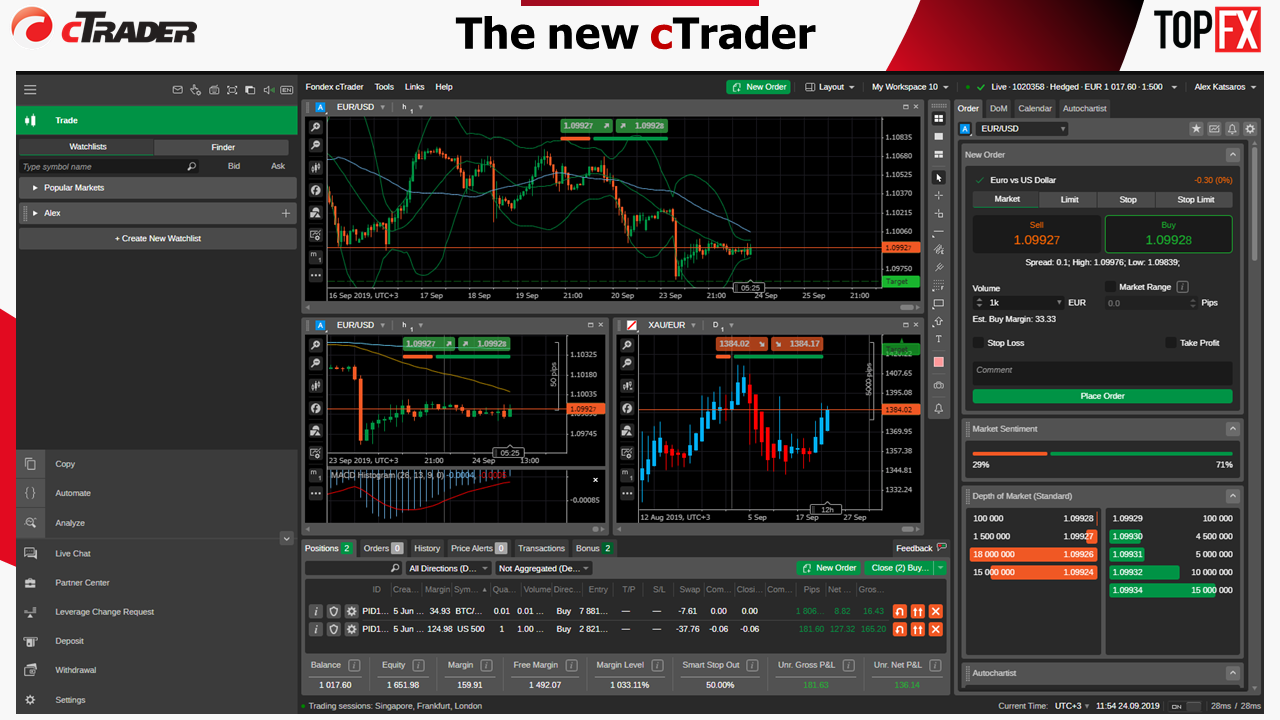 cTRADER
The new cTrader
TOPFX
Fondex cTrader Tools Links Help
New Order
Layout
My Workspace 10
Live · 1020358 · Hedged · EUR 1 017.60 · 1:500
Alex Katsaros
EN
Trade
Watchlists Finder
Type symbol name Bid Ask
Popular Markets
Alex
+ Create New Watchlist
Copy
Automate
Analyze
Live Chat
Partner Center
Leverage Change Request
Deposit
Withdrawal
Settings
EUR/USD h 1
1.09927 1.09928
1.10835
1.10680
1.10525
1.10370
1.10215
1.10060
1.09927
1.09750
Target
05:25
16 Sep 2019, UTC+3 17 Sep 18 Sep 19 Sep 21:00 20 Sep 23 Sep 21:00 24 Sep 25 Sep 21:00
EUR/USD h 1
1.09927 1.09928
50 pips
1.10325
1.10180
1.09927
1.09745
05:25
23 Sep 2019, UTC+3 21:00 24 Sep 13:00
MACD Histogram (26, 13, 9, 0) -0.0004,
-0.00085
XAU/EUR D 1
1384.02 1384.17
Target
5000 pips
1407.65
1395.08
1384.02
1369.95
1357.38
1344.81
1332.24
12h
12 Aug 2019, UTC+3 5 Sep 17 Sep 27 Sep
Positions 2 Orders 0 History Price Alerts 0 Transactions Bonus 2 Feedback
All Directions (D... Not Aggregated (De... New Order Close (2) Buy...
ID Crea... Margin Sym... Qua... Volume Direc... Entry T/P S/L Swap Com... Closi... Com... Pips Net ... Gros...
PID1... 5 Jun ... 34.93 BTC/... 0.01 0.01 ... Buy 7 881... — — -7.61 0.00 0.00 1 806... 8.82 16.43
PID1... 5 Jun ... 124.98 US 500 1 1.00 ... Buy 2 821... — — -37.76 -0.06 -0.06 181.60 127.32 165.20
Balance Equity Margin Free Margin Margin Level Smart Stop Out Unr. Gross P&L Unr. Net P&L
1 017.60 1 651.98 159.91 1 492.07 1 033.11% 50.00% 181.63 136.14
Trading sessions: Singapore, Frankfurt, London
Order DoM Calendar Autochartist
EUR/USD
New Order
Euro vs US Dollar -0.30 (0%)
Market Limit Stop Stop Limit
Sell Buy
1.09927 1.09928
Spread: 0.1; High: 1.09976; Low: 1.09839;
Volume Market Range
1k EUR 0.0 Pips
Est. Buy Margin: 33.33
Stop Loss Take Profit
Comment
Place Order
Market Sentiment
29% 71%
Depth of Market (Standard)
100 000 1.09928 1.09929 100 000
1 500 000 1.09927 1.09930 4 500 000
18 000 000 1.09926 1.09931 5 000 000
15 000 000 1.09924 1.09932 10 000 000
1.09934 15 000 000
Autochartist
Current Time: UTC+3 11:54 24.09.2019 ON 28ms / 28ms